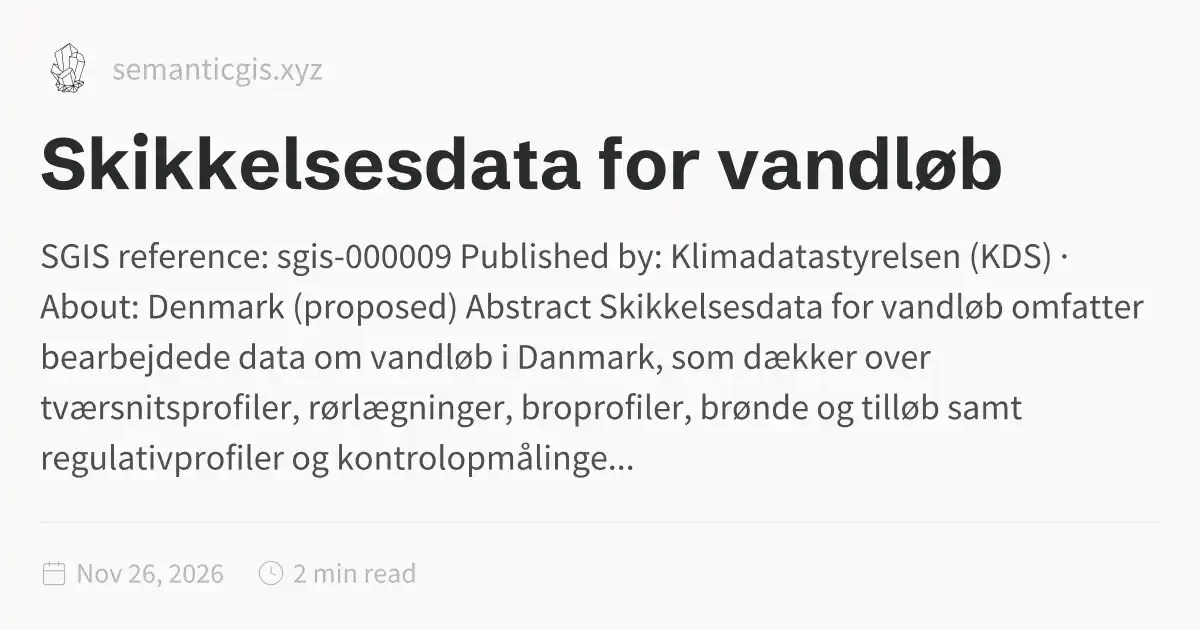 semanticgis.xyz
Skikkelsesdata for vandløb
SGIS reference: sgis-000009 Published by: Klimadatastyrelsen (KDS) ·
About: Denmark (proposed) Abstract Skikkelsesdata for vandløb omfatter
bearbejdede data om vandløb i Danmark, som dækker over
tværsnitsprofiler, rørlægninger, broprofiler, brønde og tilløb samt
regulativprofiler og kontrolopmålinge...
Nov 26, 2026 2 min read